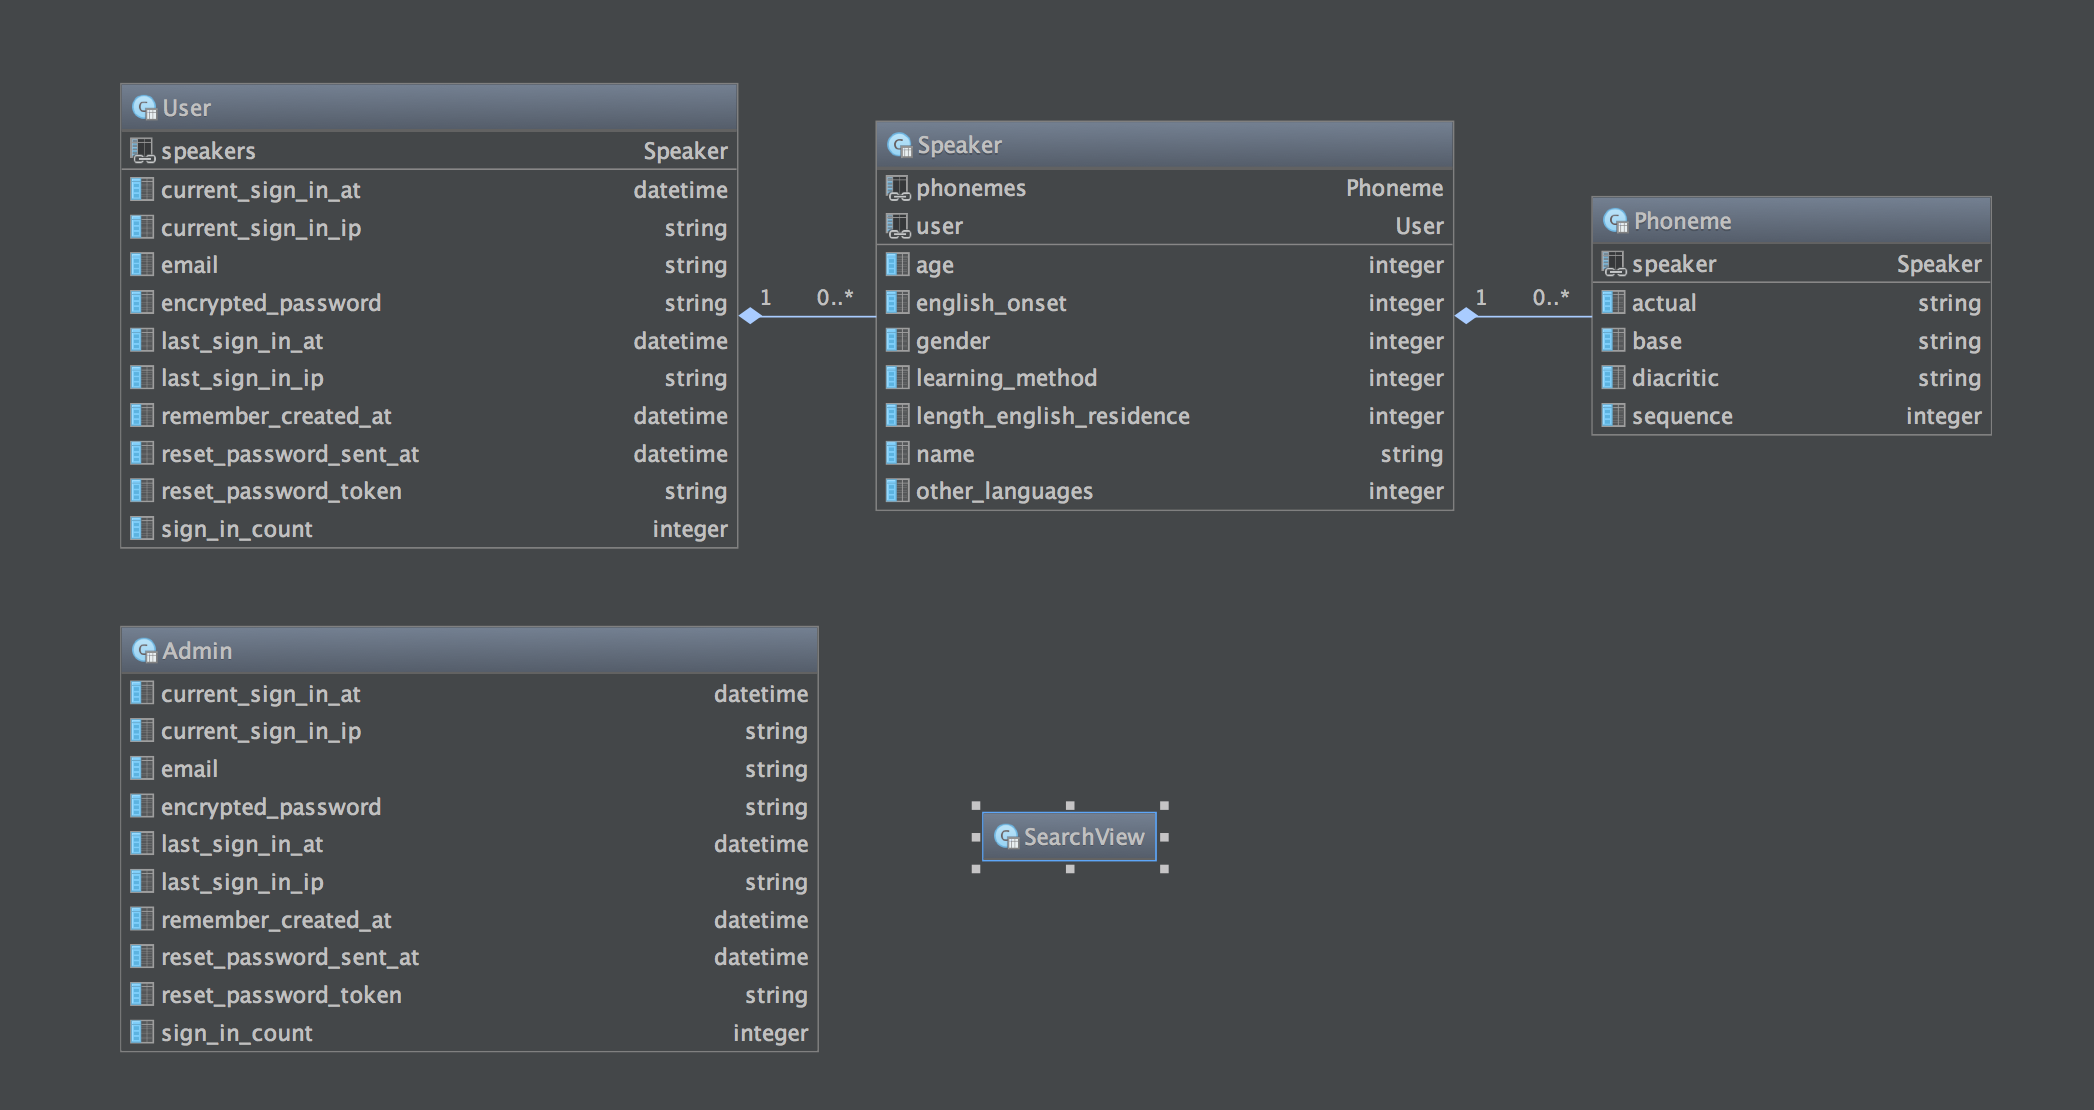 User
speakers Speaker
current_sign_in_at datetime
current_sign_in_ip string
email string
encrypted_password string
last_sign_in_at datetime
last_sign_in_ip string
remember_created_at datetime
reset_password_sent_at datetime
reset_password_token string
sign_in_count integer
1 0..*
Speaker
phonemes Phoneme
user User
age integer
english_onset integer
gender integer
learning_method integer
length_english_residence integer
name string
other_languages integer
1 0..*
Phoneme
speaker Speaker
actual string
base string
diacritic string
sequence integer
Admin
current_sign_in_at datetime
current_sign_in_ip string
email string
encrypted_password string
last_sign_in_at datetime
last_sign_in_ip string
remember_created_at datetime
reset_password_sent_at datetime
reset_password_token string
sign_in_count integer
SearchView